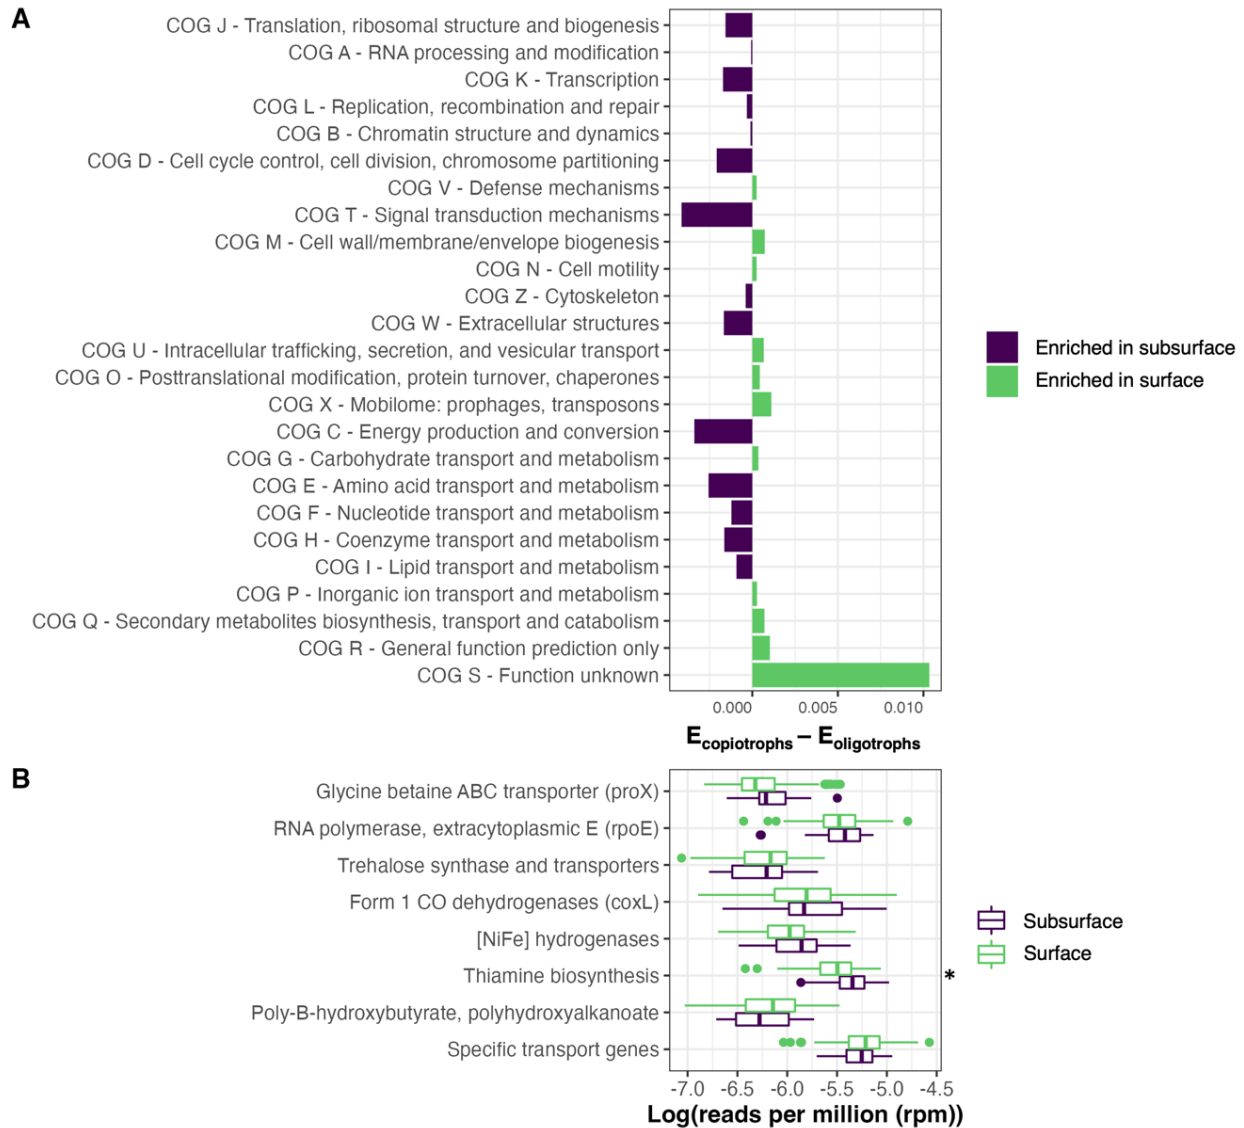 A
COG J - Translation, ribosomal structure and biogenesis
COG A - RNA processing and modification
COG K - Transcription
COG L - Replication, recombination and repair
COG B - Chromatin structure and dynamics
COG D - Cell cycle control, cell division, chromosome partitioning
COG V - Defense mechanisms
COG T - Signal transduction mechanisms
COG M - Cell wall/membrane/envelope biogenesis
COG N - Cell motility
COG Z - Cytoskeleton
COG W - Extracellular structures
COG U - Intracellular trafficking, secretion, and vesicular transport
COG O - Posttranslational modification, protein turnover, chaperones
COG X - Mobilome: prophages, transposons
COG C - Energy production and conversion
COG G - Carbohydrate transport and metabolism
COG E - Amino acid transport and metabolism
COG F - Nucleotide transport and metabolism
COG H - Coenzyme transport and metabolism
COG I - Lipid transport and metabolism
COG P - Inorganic ion transport and metabolism
COG Q - Secondary metabolites biosynthesis, transport and catabolism
COG R - General function prediction only
COG S - Function unknown
0.000 0.005 0.010
Ecopiotrophs – Eoligotrophs
Enriched in subsurface
Enriched in surface
B
Glycine betaine ABC transporter (proX)
RNA polymerase, extracytoplasmic E (rpoE)
Trehalose synthase and transporters
Form 1 CO dehydrogenases (coxL)
[NiFe] hydrogenases
Thiamine biosynthesis *
Poly-B-hydroxybutyrate, polyhydroxyalkanoate
Specific transport genes
-7.0 -6.5 -6.0 -5.5 -5.0 -4.5
Log(reads per million (rpm))
Subsurface
Surface